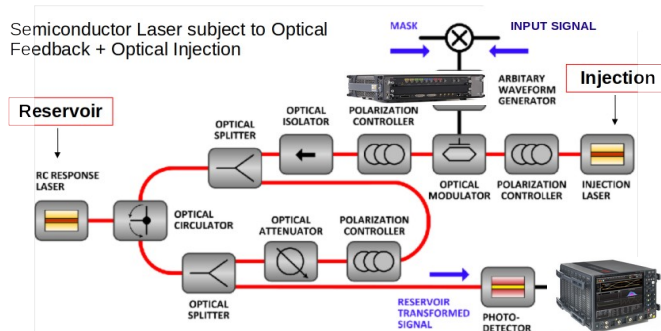 Semiconductor Laser subject to Optical
Feedback + Optical Injection
MASK
INPUT SIGNAL
ARBITARY
WAVEFORM
GENERATOR
Injection
Reservoir
OPTICAL
SPLITTER
OPTICAL
ISOLATOR
POLARIZATION
CONTROLLER
OPTICAL
MODULATOR
POLARIZATION
CONTROLLER
INJECTION
LASER
RC RESPONSE
LASER
OPTICAL
CIRCULATOR
OPTICAL
ATTENUATOR
POLARIZATION
CONTROLLER
OPTICAL
SPLITTER
RESERVOIR
TRANSFORMED
SIGNAL
PHOTO-
DETECTOR